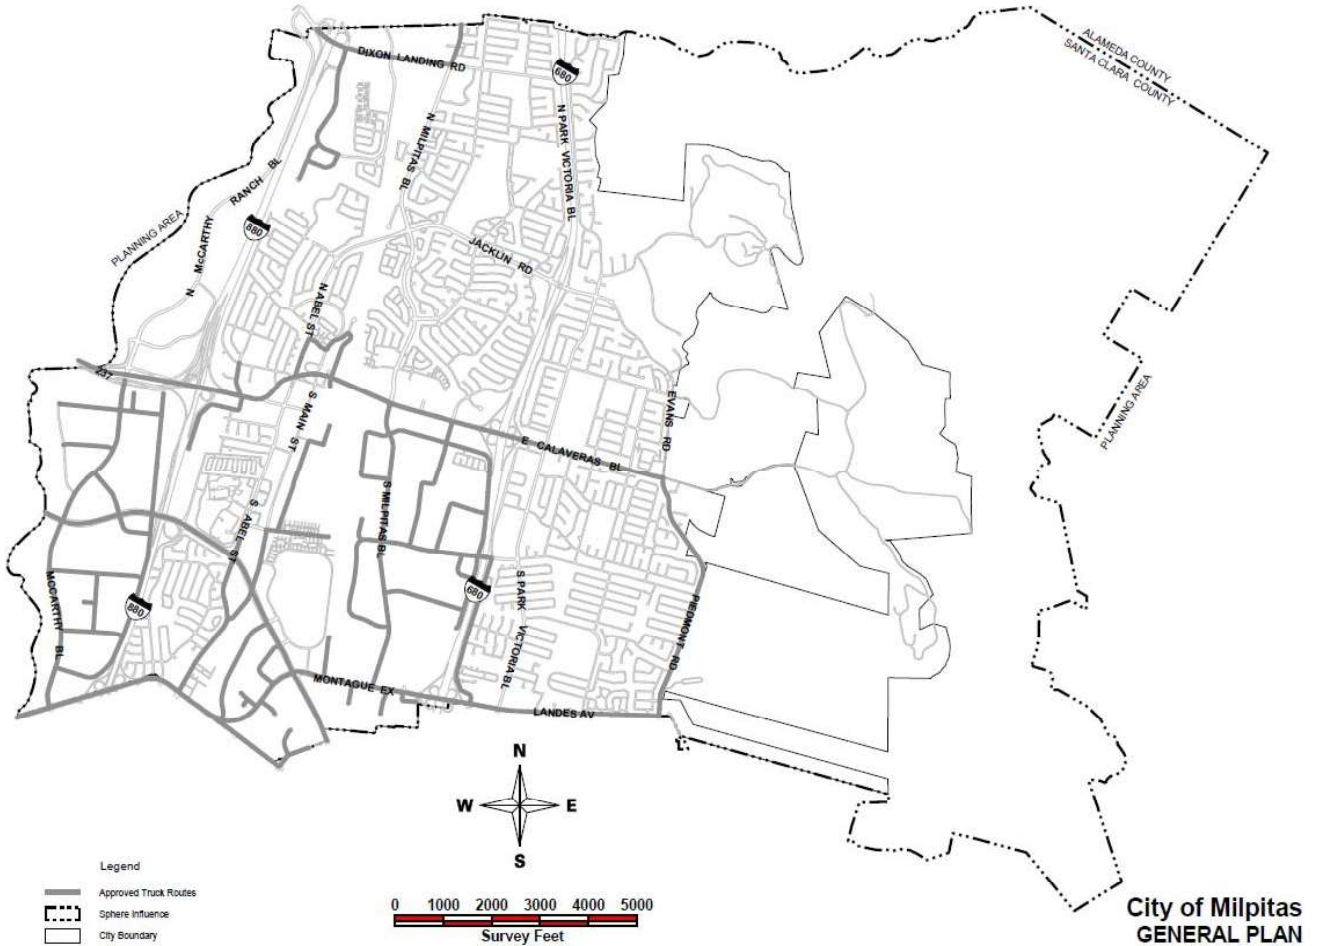 ALAMEDA COUNTY
SANTA CLARA COUNTY
DIXON LANDING RD
680
N MILPITAS BL
N PARK VICTORIA BL
RANCH BL
PLANNING AREA
880
N McCARTHY
JACKLIN RD
N ABEL ST
237
PLANNING AREA
S MAIN ST
EVANS RD
E CALAVERAS BL
S MILPITAS BL
S ABEL ST
MCCARTHY BL
880
680
S PARK VICTORIA BL
PIEDMONT RD
MONTAGUE EX
LANDES AV
N
W E
S
Legend
Approved Truck Routes
Sphere Influence
City Boundary
0 1000 2000 3000 4000 5000
Survey Feet
City of Milpitas
GENERAL PLAN